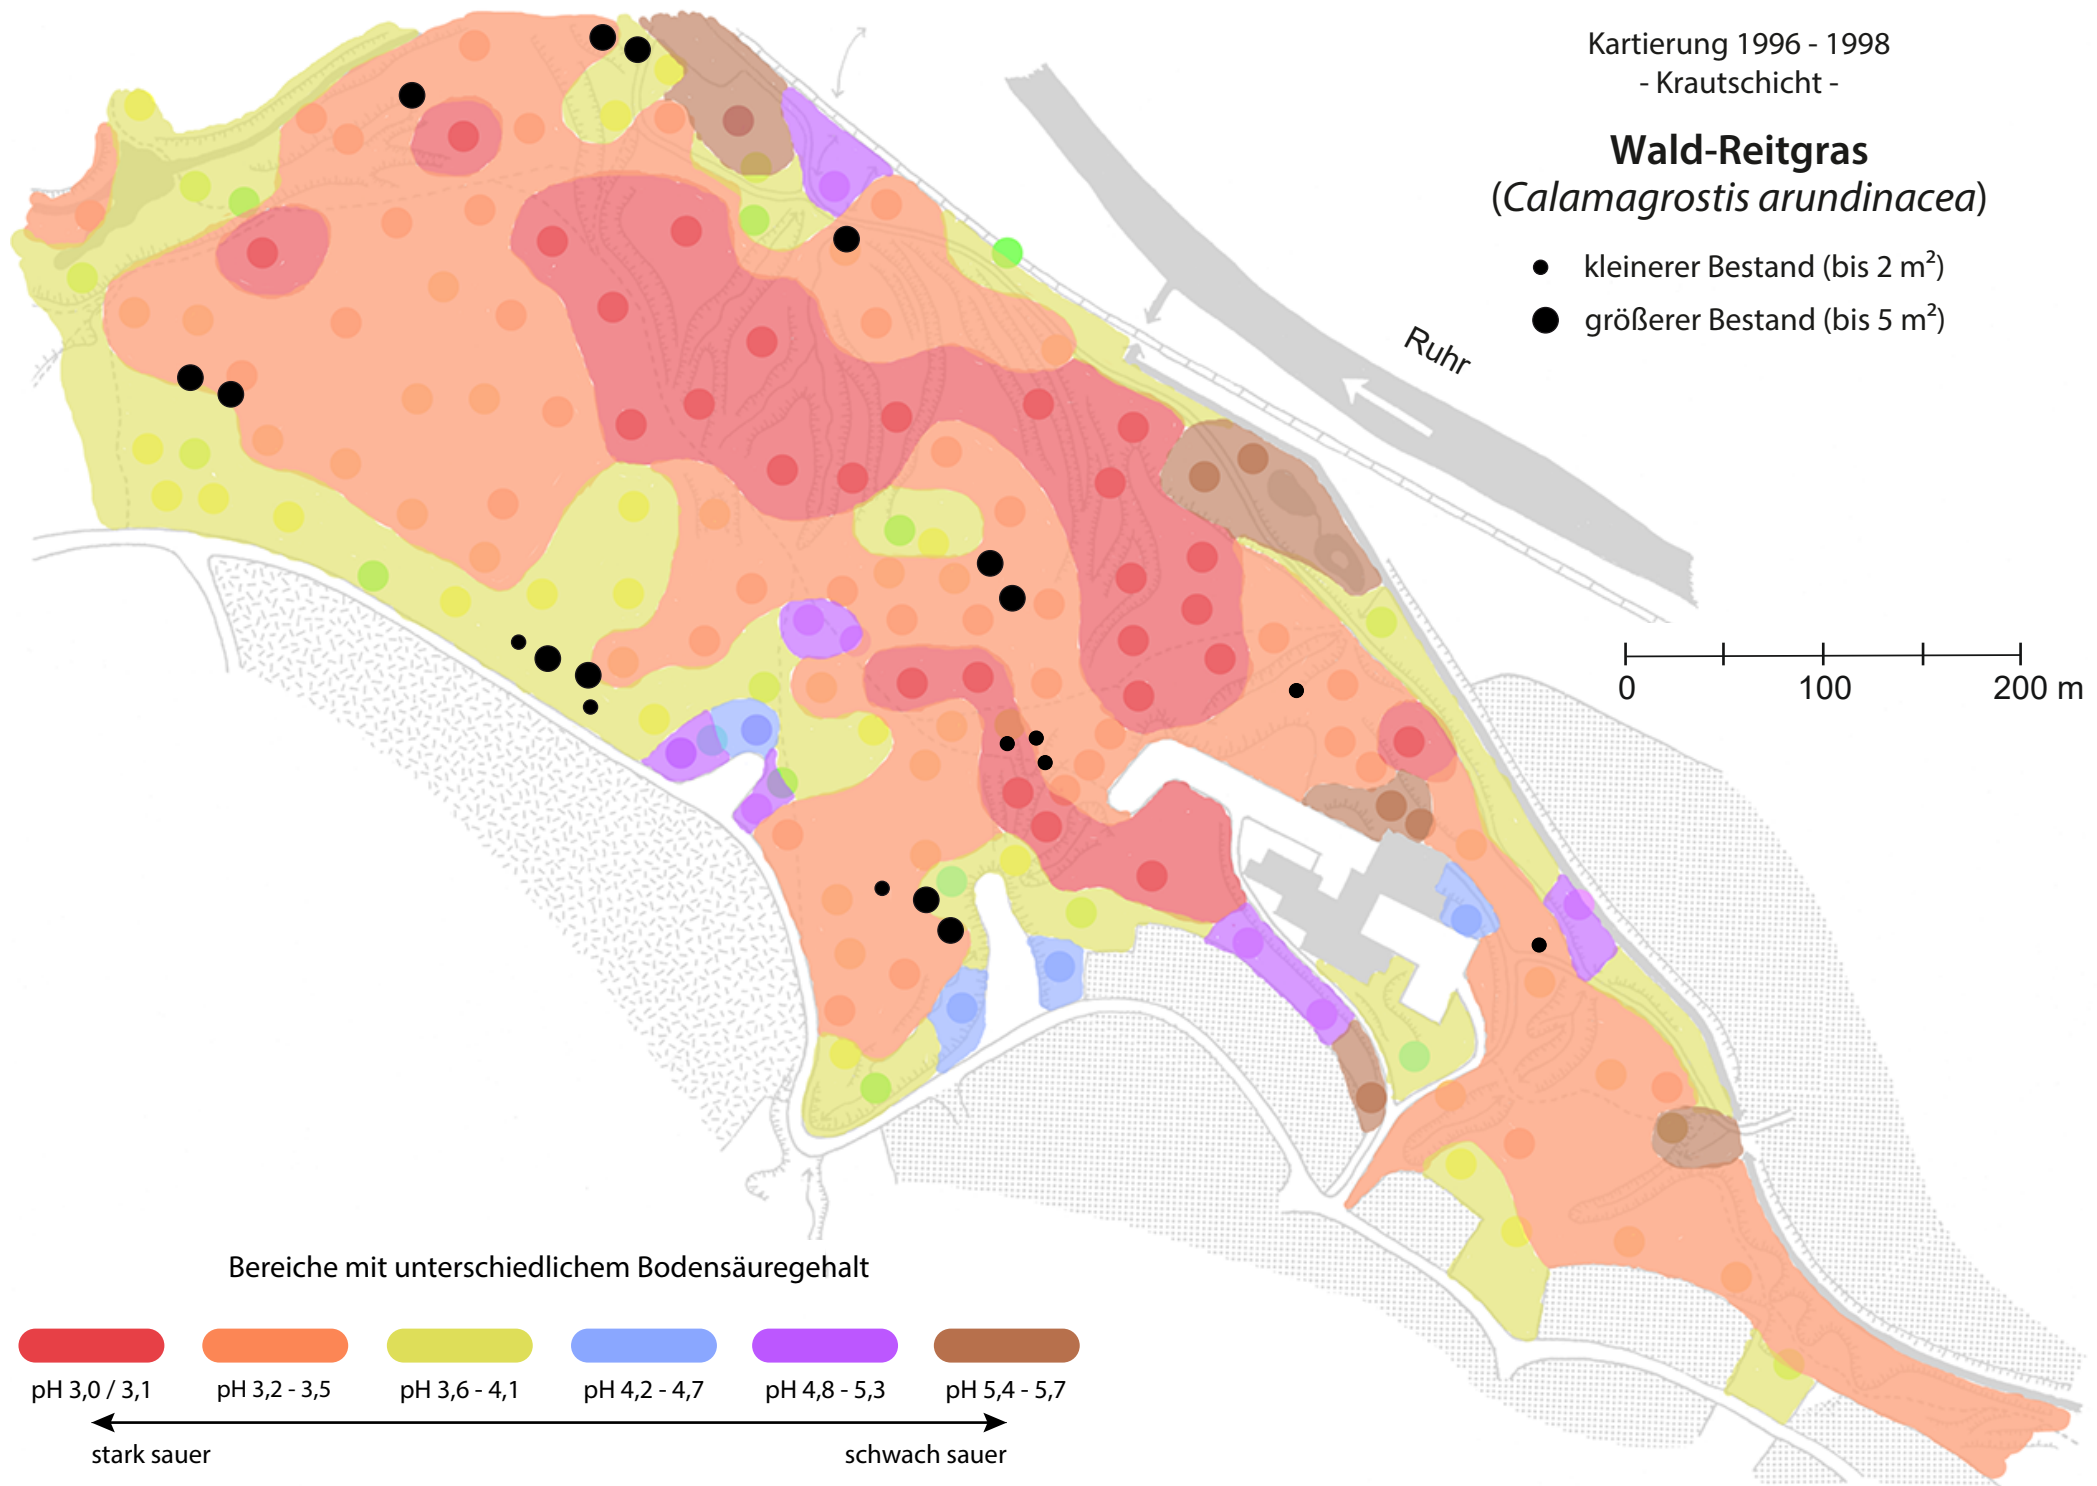 Kartierung 1996 - 1998
- Krautschicht -
Wald-Reitgras
(Calamagrostis arundinacea)
kleinerer Bestand (bis 2 m²)
größerer Bestand (bis 5 m²)
Ruhr
0 100 200 m
Bereiche mit unterschiedlichem Bodensäuregehalt
pH 3,0 / 3,1 pH 3,2 - 3,5 pH 3,6 - 4,1 pH 4,2 - 4,7 pH 4,8 - 5,3 pH 5,4 - 5,7
stark sauer schwach sauer